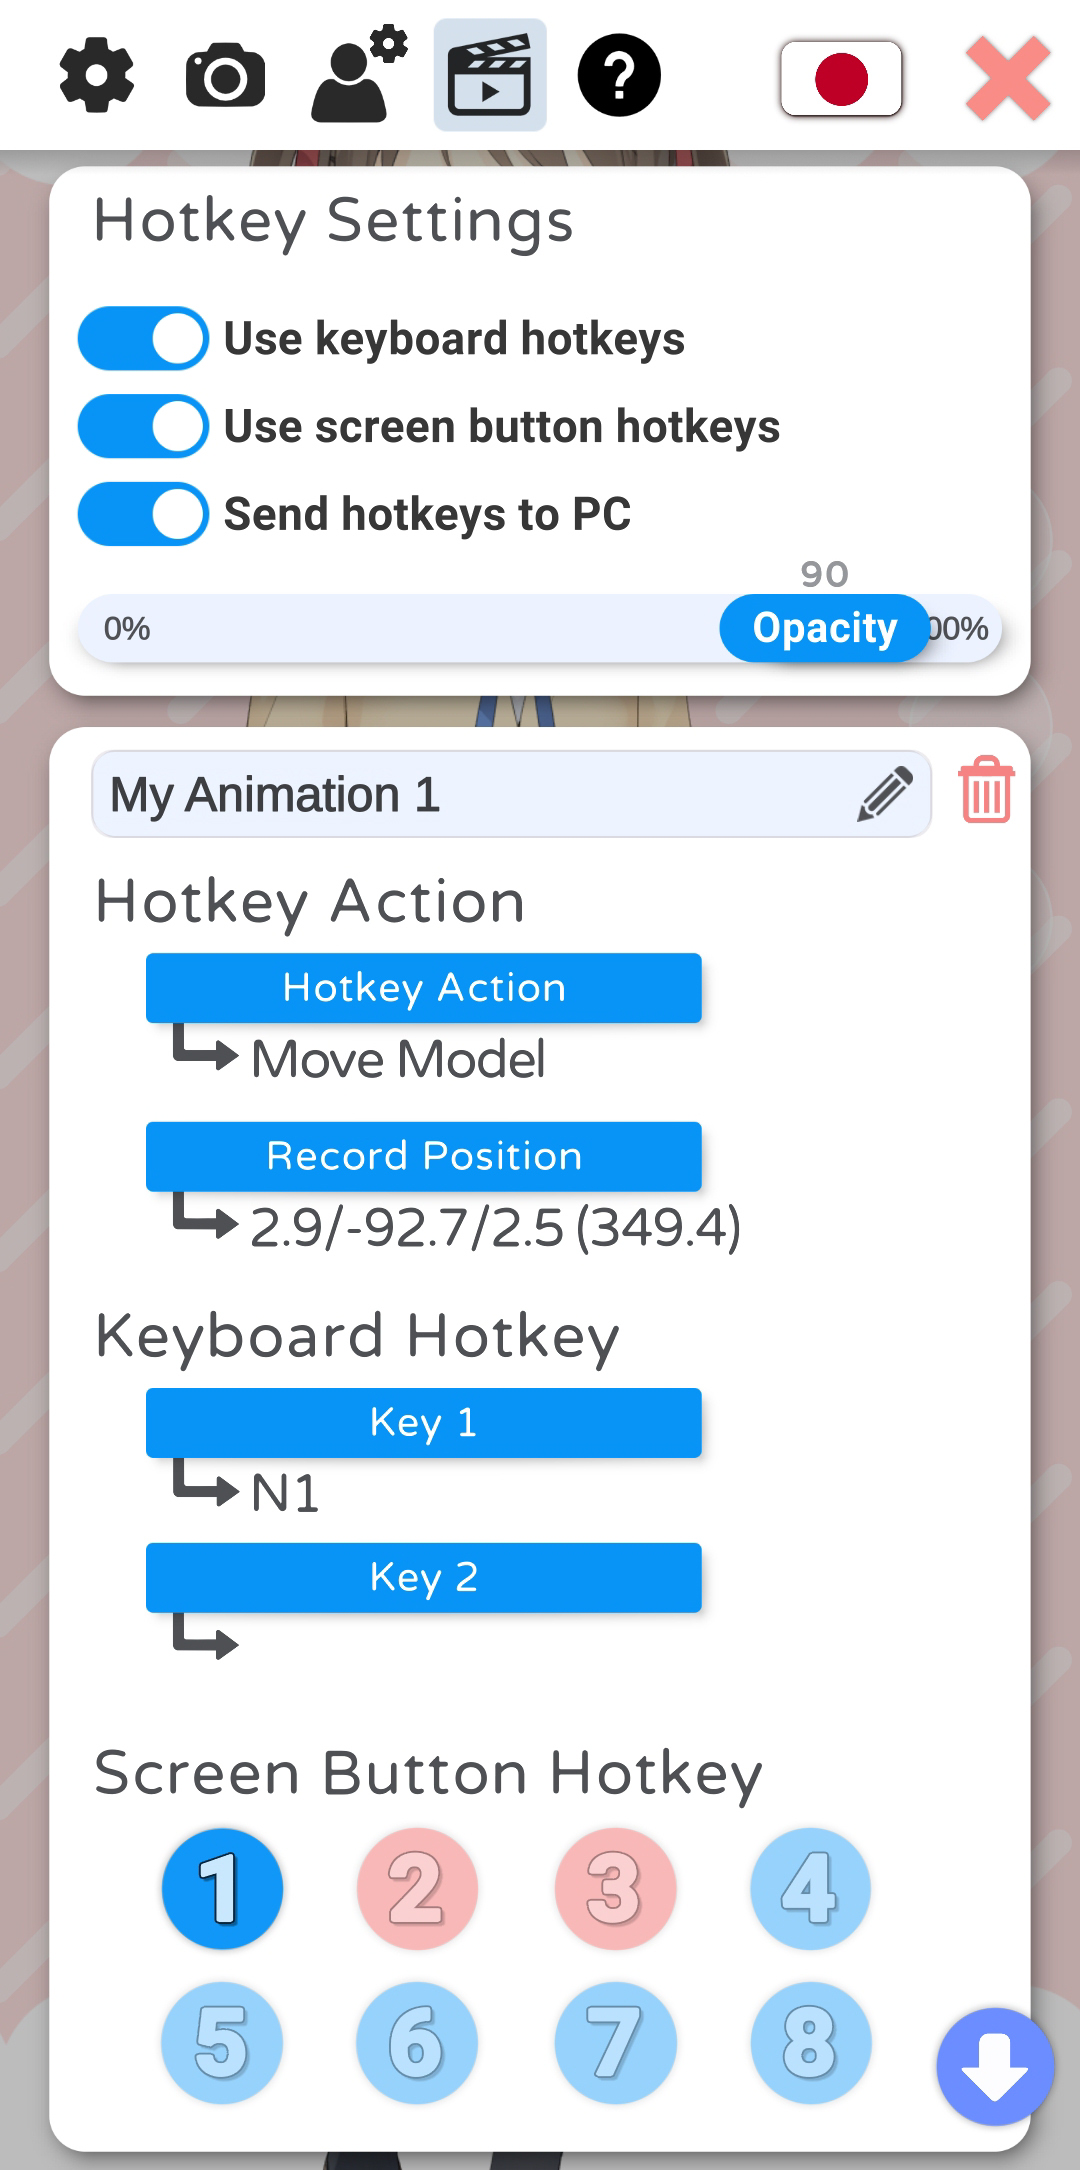 ?
Hotkey Settings
Use keyboard hotkeys
Use screen button hotkeys
Send hotkeys to PC
90
0% Opacity 00%
My Animation 1
Hotkey Action
Hotkey Action
Move Model
Record Position
2.9/-92.7/2.5 (349.4)
Keyboard Hotkey
Key 1
N1
Key 2
Screen Button Hotkey
1 2 3 4
5 6 7 8